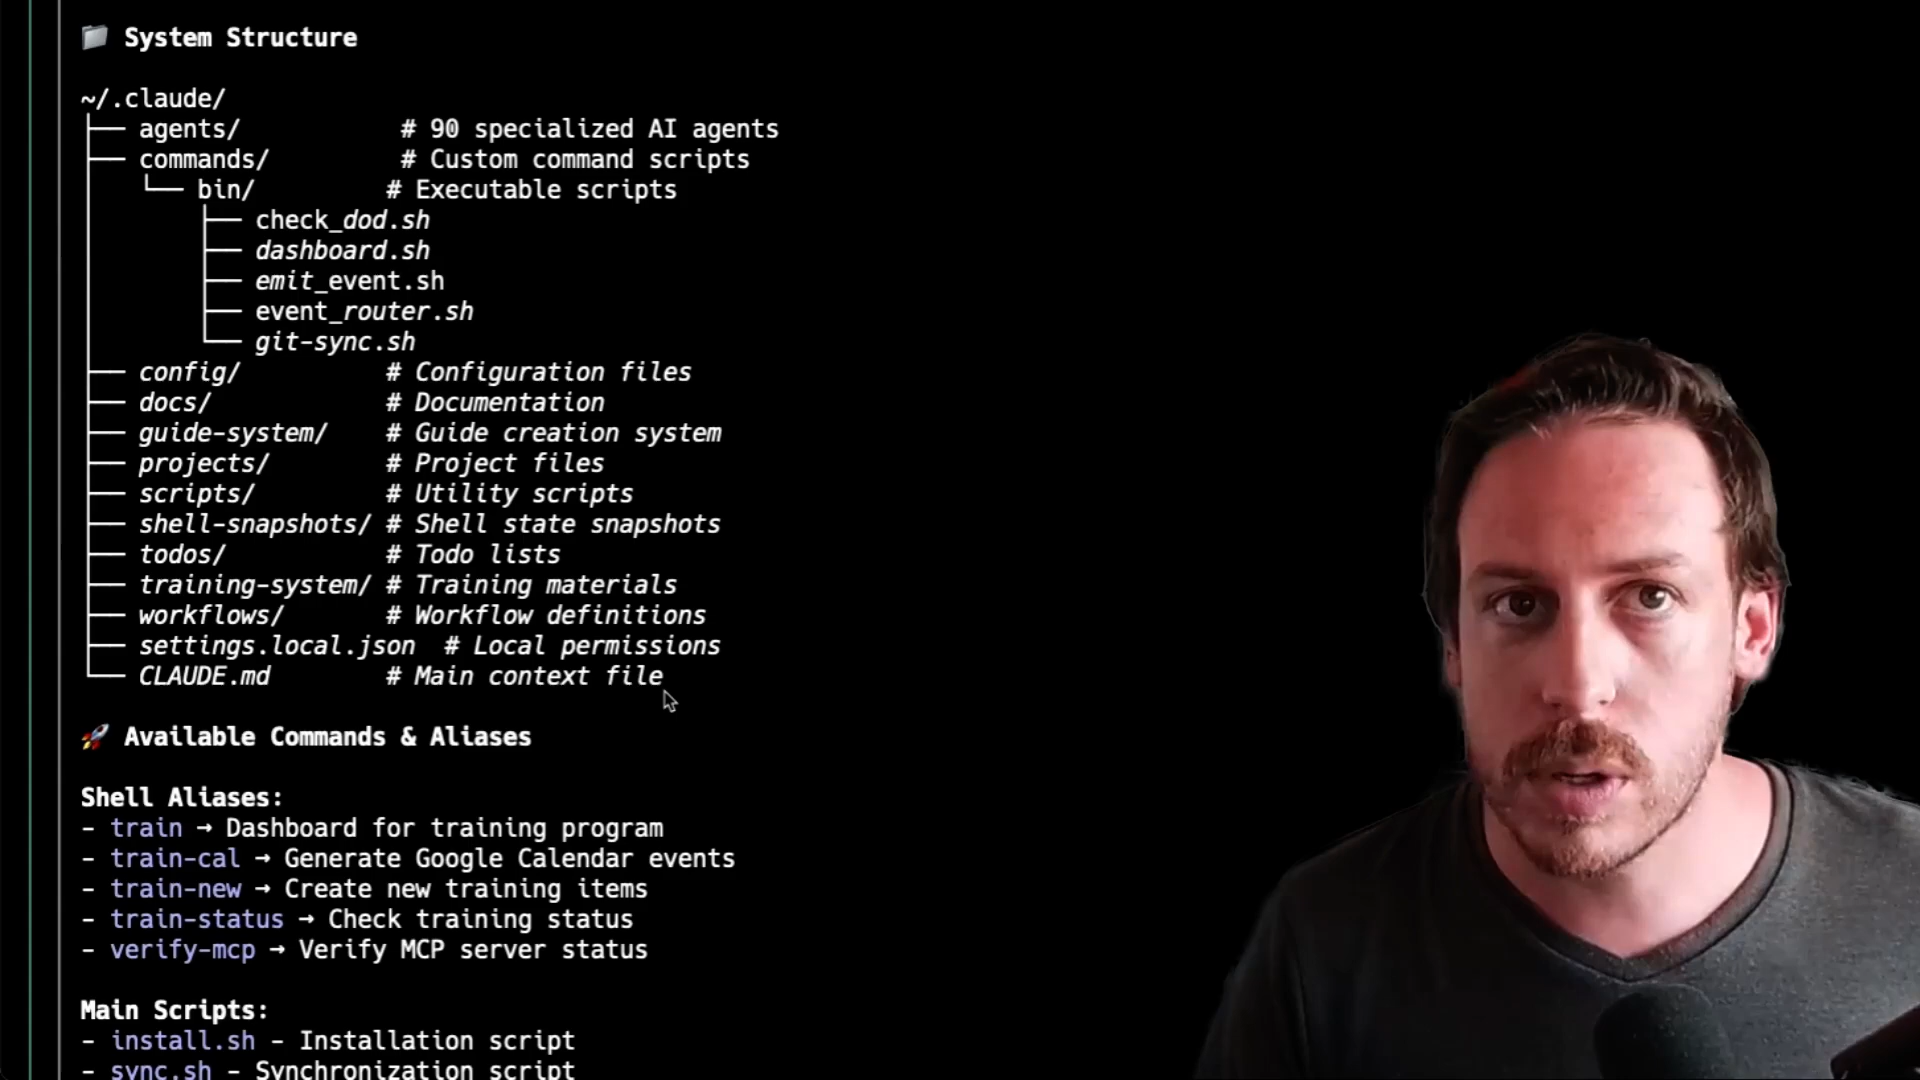 📁 System Structure
~/.claude/
├── agents/ # 90 specialized AI agents
├── commands/ # Custom command scripts
│ └── bin/ # Executable scripts
│ ├── check_dod.sh
│ ├── dashboard.sh
│ ├── emit_event.sh
│ ├── event_router.sh
│ └── git-sync.sh
├── config/ # Configuration files
├── docs/ # Documentation
├── guide-system/ # Guide creation system
├── projects/ # Project files
├── scripts/ # Utility scripts
├── shell-snapshots/ # Shell state snapshots
├── todos/ # Todo lists
├── training-system/ # Training materials
├── workflows/ # Workflow definitions
├── settings.local.json # Local permissions
└── CLAUDE.md # Main context file
🚀 Available Commands & Aliases
Shell Aliases:
- train → Dashboard for training program
- train-cal → Generate Google Calendar events
- train-new → Create new training items
- train-status → Check training status
- verify-mcp → Verify MCP server status
Main Scripts:
- install.sh - Installation script
- sync.sh - Synchronization script